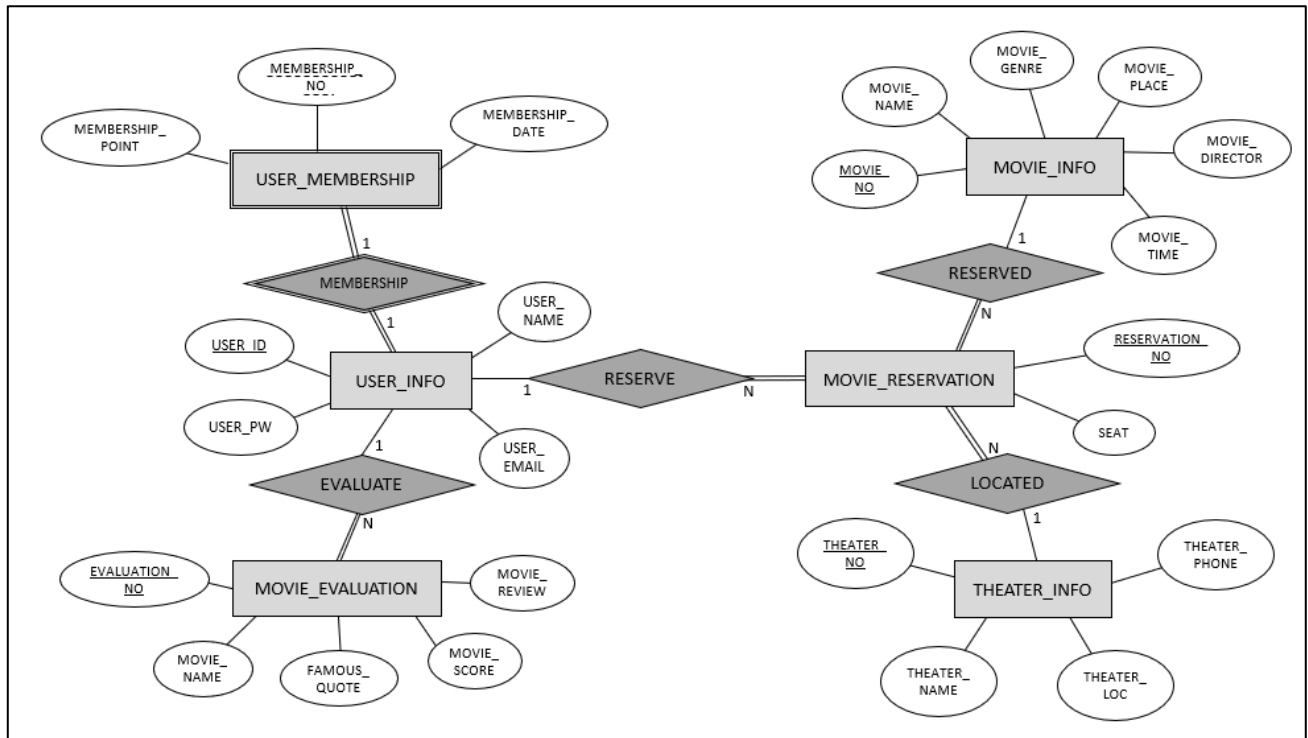 MEMBERSHIP_
NO
MEMBERSHIP_
POINT
MEMBERSHIP_
DATE
USER_MEMBERSHIP
1
MEMBERSHIP
1
USER_
NAME
USER_ID
USER_INFO
USER_PW
USER_
EMAIL
1
RESERVE
N
1
EVALUATE
N
EVALUATION_
NO
MOVIE_EVALUATION
MOVIE_
REVIEW
MOVIE_
NAME
FAMOUS_
QUOTE
MOVIE_
SCORE
MOVIE_
GENRE
MOVIE_
PLACE
MOVIE_
NAME
MOVIE_
DIRECTOR
MOVIE_INFO
MOVIE_
NO
MOVIE_
TIME
1
RESERVED
N
RESERVATION_
NO
MOVIE_RESERVATION
SEAT
N
LOCATED
1
THEATER_
NO
THEATER_
PHONE
THEATER_INFO
THEATER_
NAME
THEATER_
LOC